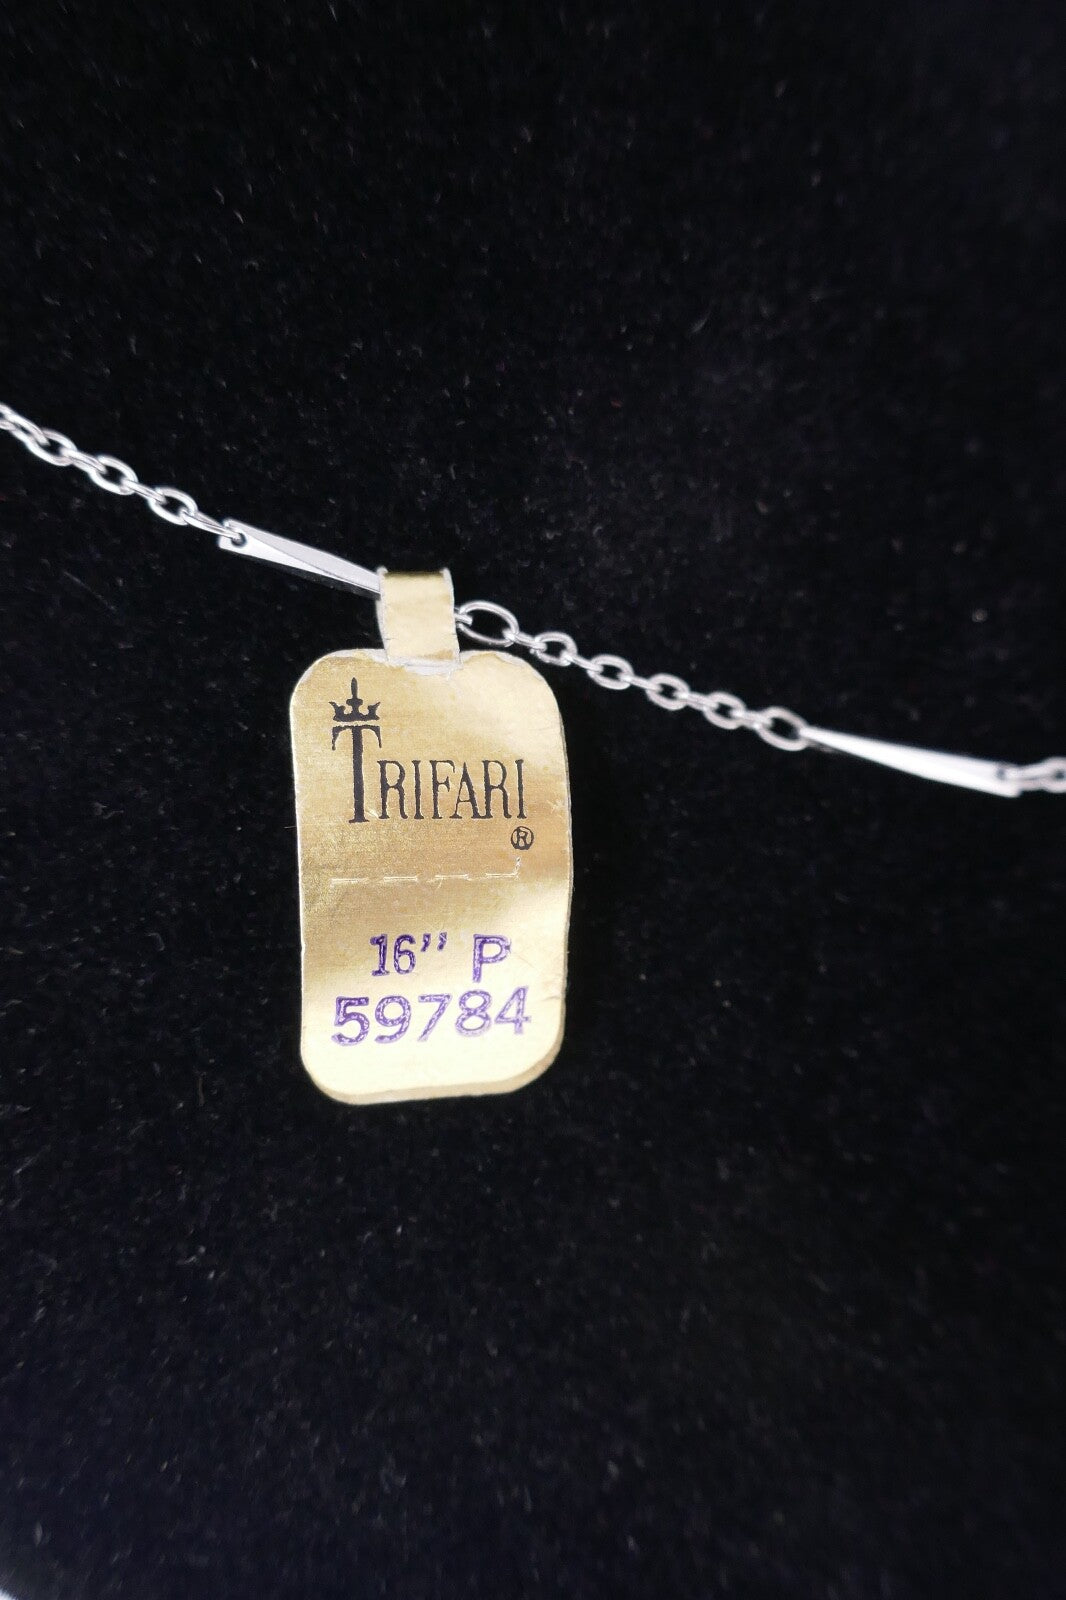 TRIFARI
®
16” P
59784